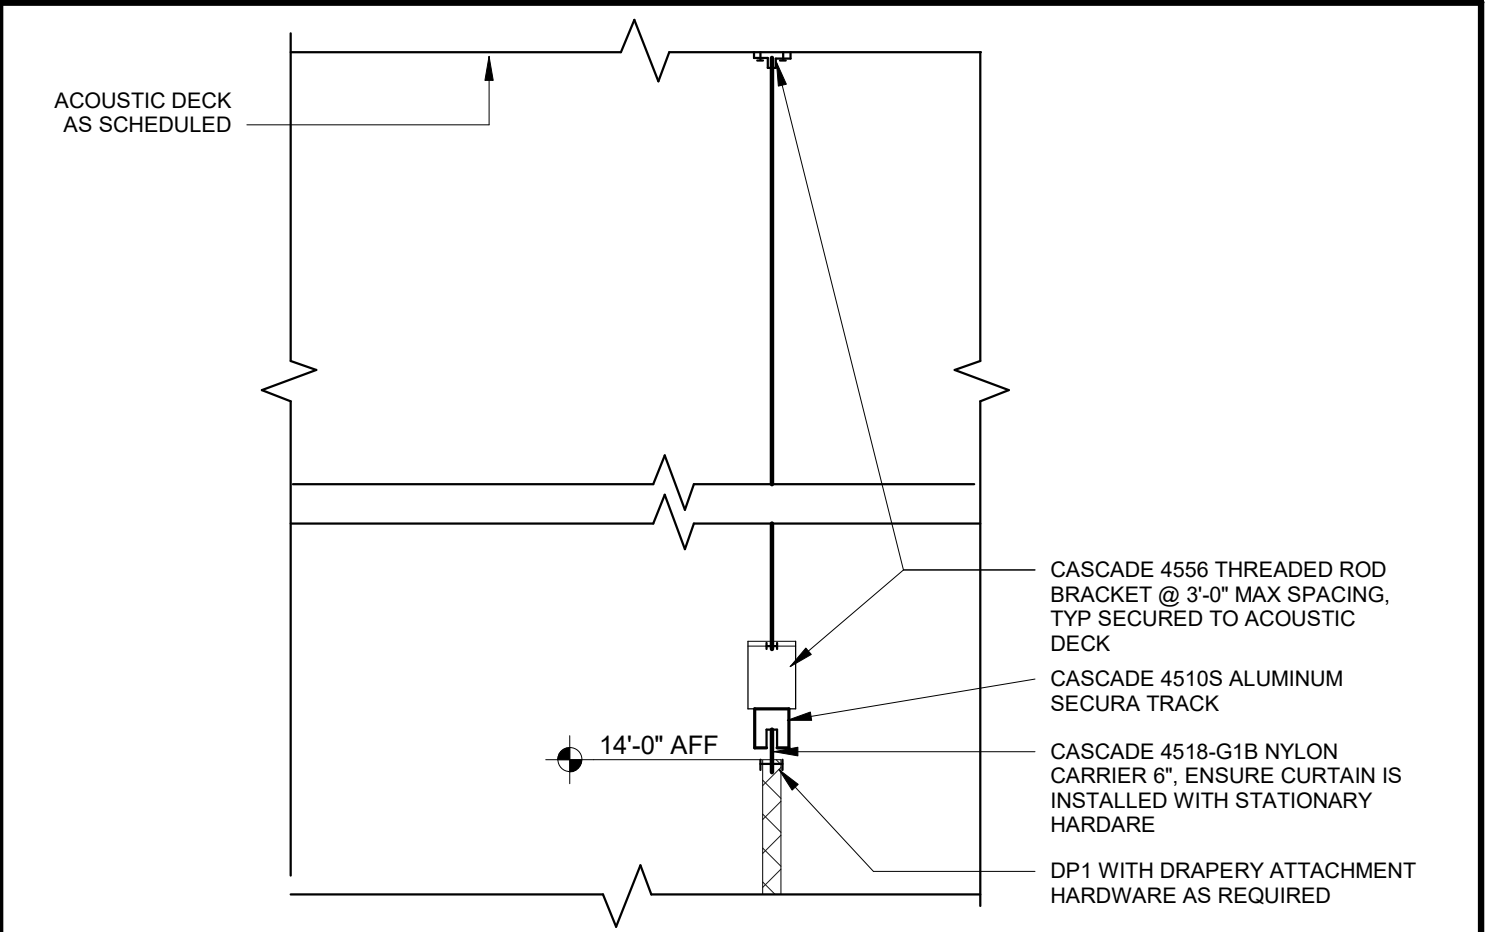 ACOUSTIC DECK
AS SCHEDULED
CASCADE 4556 THREADED ROD
BRACKET @ 3'-0" MAX SPACING,
TYP SECURED TO ACOUSTIC
DECK
CASCADE 4510S ALUMINUM
SECURA TRACK
14'-0" AFF
CASCADE 4518-G1B NYLON
CARRIER 6", ENSURE CURTAIN IS
INSTALLED WITH STATIONARY
HARDARE
DP1 WITH DRAPERY ATTACHMENT
HARDWARE AS REQUIRED